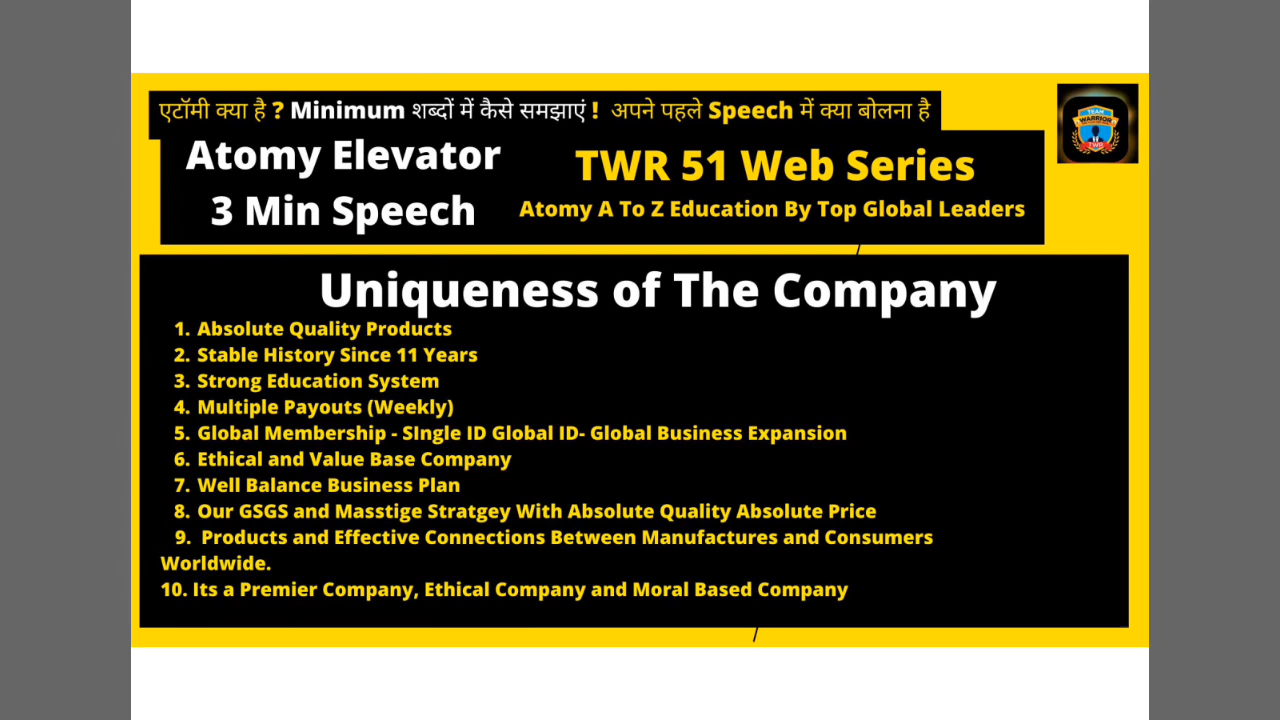 एटॉमी क्या है ? Minimum शब्दों में कैसे समझाएं ! अपने पहले Speech में क्या बोलना है
Atomy Elevator
3 Min Speech
TWR 51 Web Series
Atomy A To Z Education By Top Global Leaders
TEAM
WARRIOR
TWR
Uniqueness of The Company
1. Absolute Quality Products
2. Stable History Since 11 Years
3. Strong Education System
4. Multiple Payouts (Weekly)
5. Global Membership - SIngle ID Global ID- Global Business Expansion
6. Ethical and Value Base Company
7. Well Balance Business Plan
8. Our GSGS and Masstige Stratgey With Absolute Quality Absolute Price
9. Products and Effective Connections Between Manufactures and Consumers
Worldwide.
10. Its a Premier Company, Ethical Company and Moral Based Company